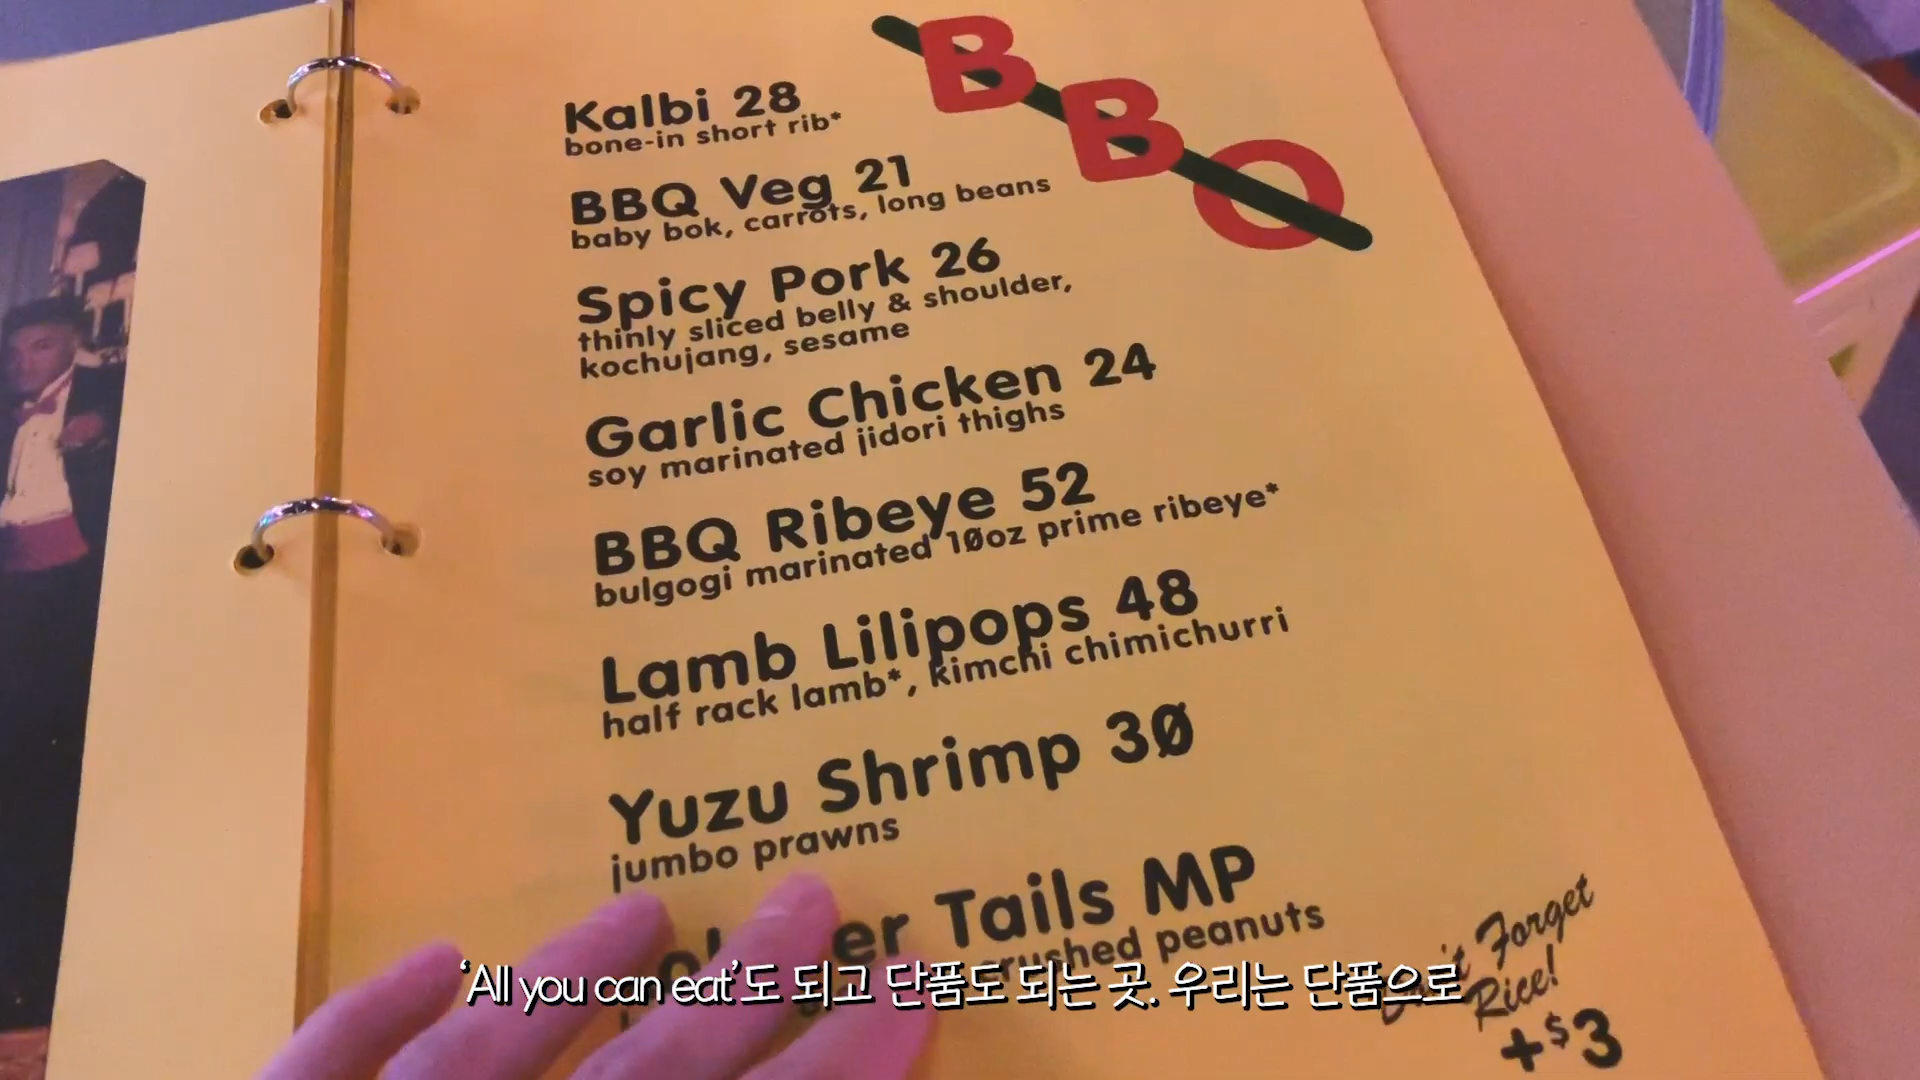 BBQ
Kalbi 28
bone-in short rib*
BBQ Veg 21
baby bok, carrots, long beans
Spicy Pork 26
thinly sliced belly & shoulder,
kochujang, sesame
Garlic Chicken 24
soy marinated jidori thighs
BBQ Ribeye 52
bulgogi marinated 10oz prime ribeye*
Lamb Lilipops 48
half rack lamb*, kimchi chimichurri
Yuzu Shrimp 30
jumbo prawns
Tails MP
crushed peanuts
Don't Forget
Rice!
+$3
‘All you can eat’도 되고 단품도 되는 곳. 우리는 단품으로